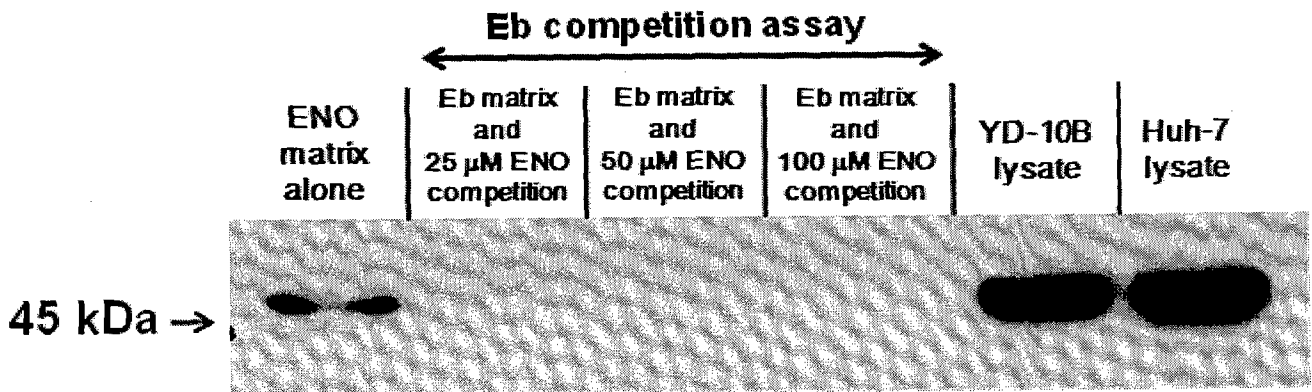 Eb competition assay
ENO
matrix
alone
Eb matrix
and
25 µM ENO
competition
Eb matrix
and
50 µM ENO
competition
Eb matrix
and
100 µM ENO
competition
YD-10B
lysate
Huh-7
lysate
45 kDa →